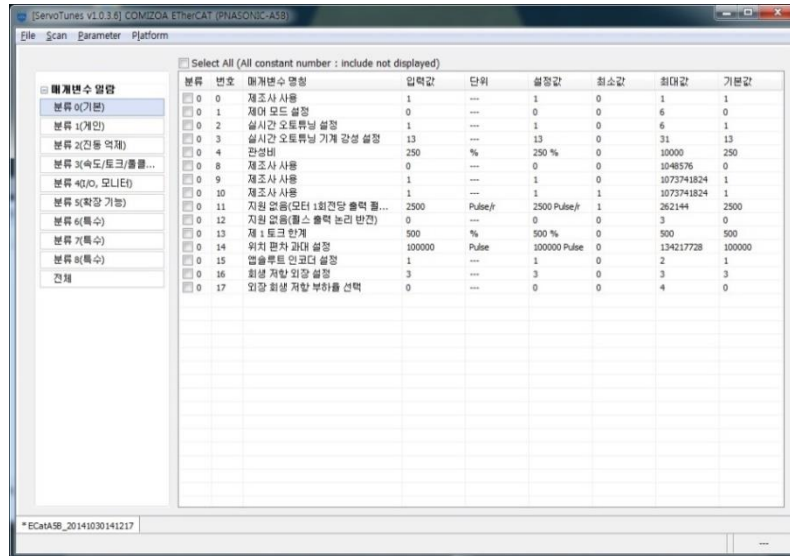 [ServoTunes v1.0.3.6] COMIZOA ETherCAT (PNASONIC-A5B)
File Scan Parameter Platform
Select All (All constant number : include not displayed)
매개변수 열람
분류 0(기본)
분류 1(게인)
분류 2(진동 억제)
분류 3(속도/토크/풀클...
분류 4(I/O, 모니터)
분류 5(확장 기능)
분류 6(특수)
분류 7(특수)
분류 8(특수)
전체
분류 번호 매개변수 명칭 입력값 단위 설정값 최소값 최대값 기본값
0 0 제조사 사용 1 --- 1 0 1 1
0 1 제어 모드 설정 0 --- 0 0 6 0
0 2 실시간 오토튜닝 설정 1 --- 1 0 6 1
0 3 실시간 오토튜닝 기계 강성 설정 13 --- 13 0 31 13
0 4 관성비 250 % 250 % 0 10000 250
0 8 제조사 사용 0 --- 0 0 1048576 0
0 9 제조사 사용 1 --- 1 0 1073741824 1
0 10 제조사 사용 1 --- 1 1 1073741824 1
0 11 지원 없음(모터 1회전당 출력 펄... 2500 Pulse/r 2500 Pulse/r 1 262144 2500
0 12 지원 없음(펄스 출력 논리 반전) 0 --- 0 0 3 0
0 13 제 1 토크 한계 500 % 500 % 0 500 500
0 14 위치 편차 과대 설정 100000 Pulse 100000 Pulse 0 134217728 100000
0 15 앱솔루트 인코더 설정 1 --- 1 0 2 1
0 16 회생 저항 외장 설정 3 --- 3 0 3 3
0 17 외장 회생 저항 부하율 선택 0 --- 0 0 4 0
*ECatA5B_20141030141217
---